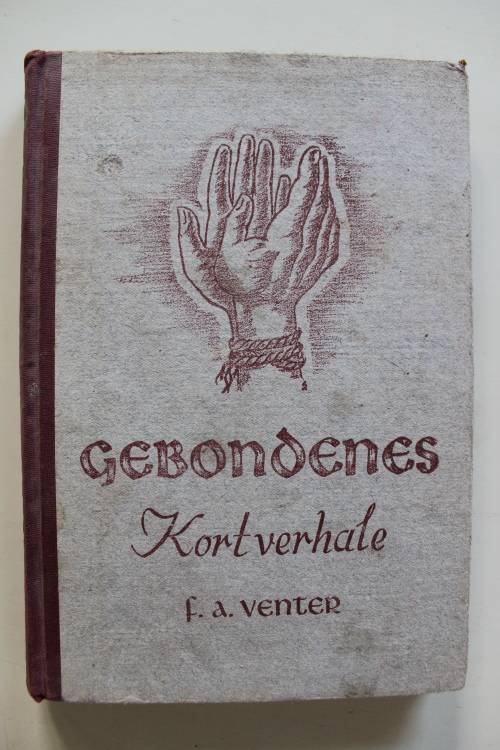 GEBONDENES
Kortverhale
F. A. VENTER